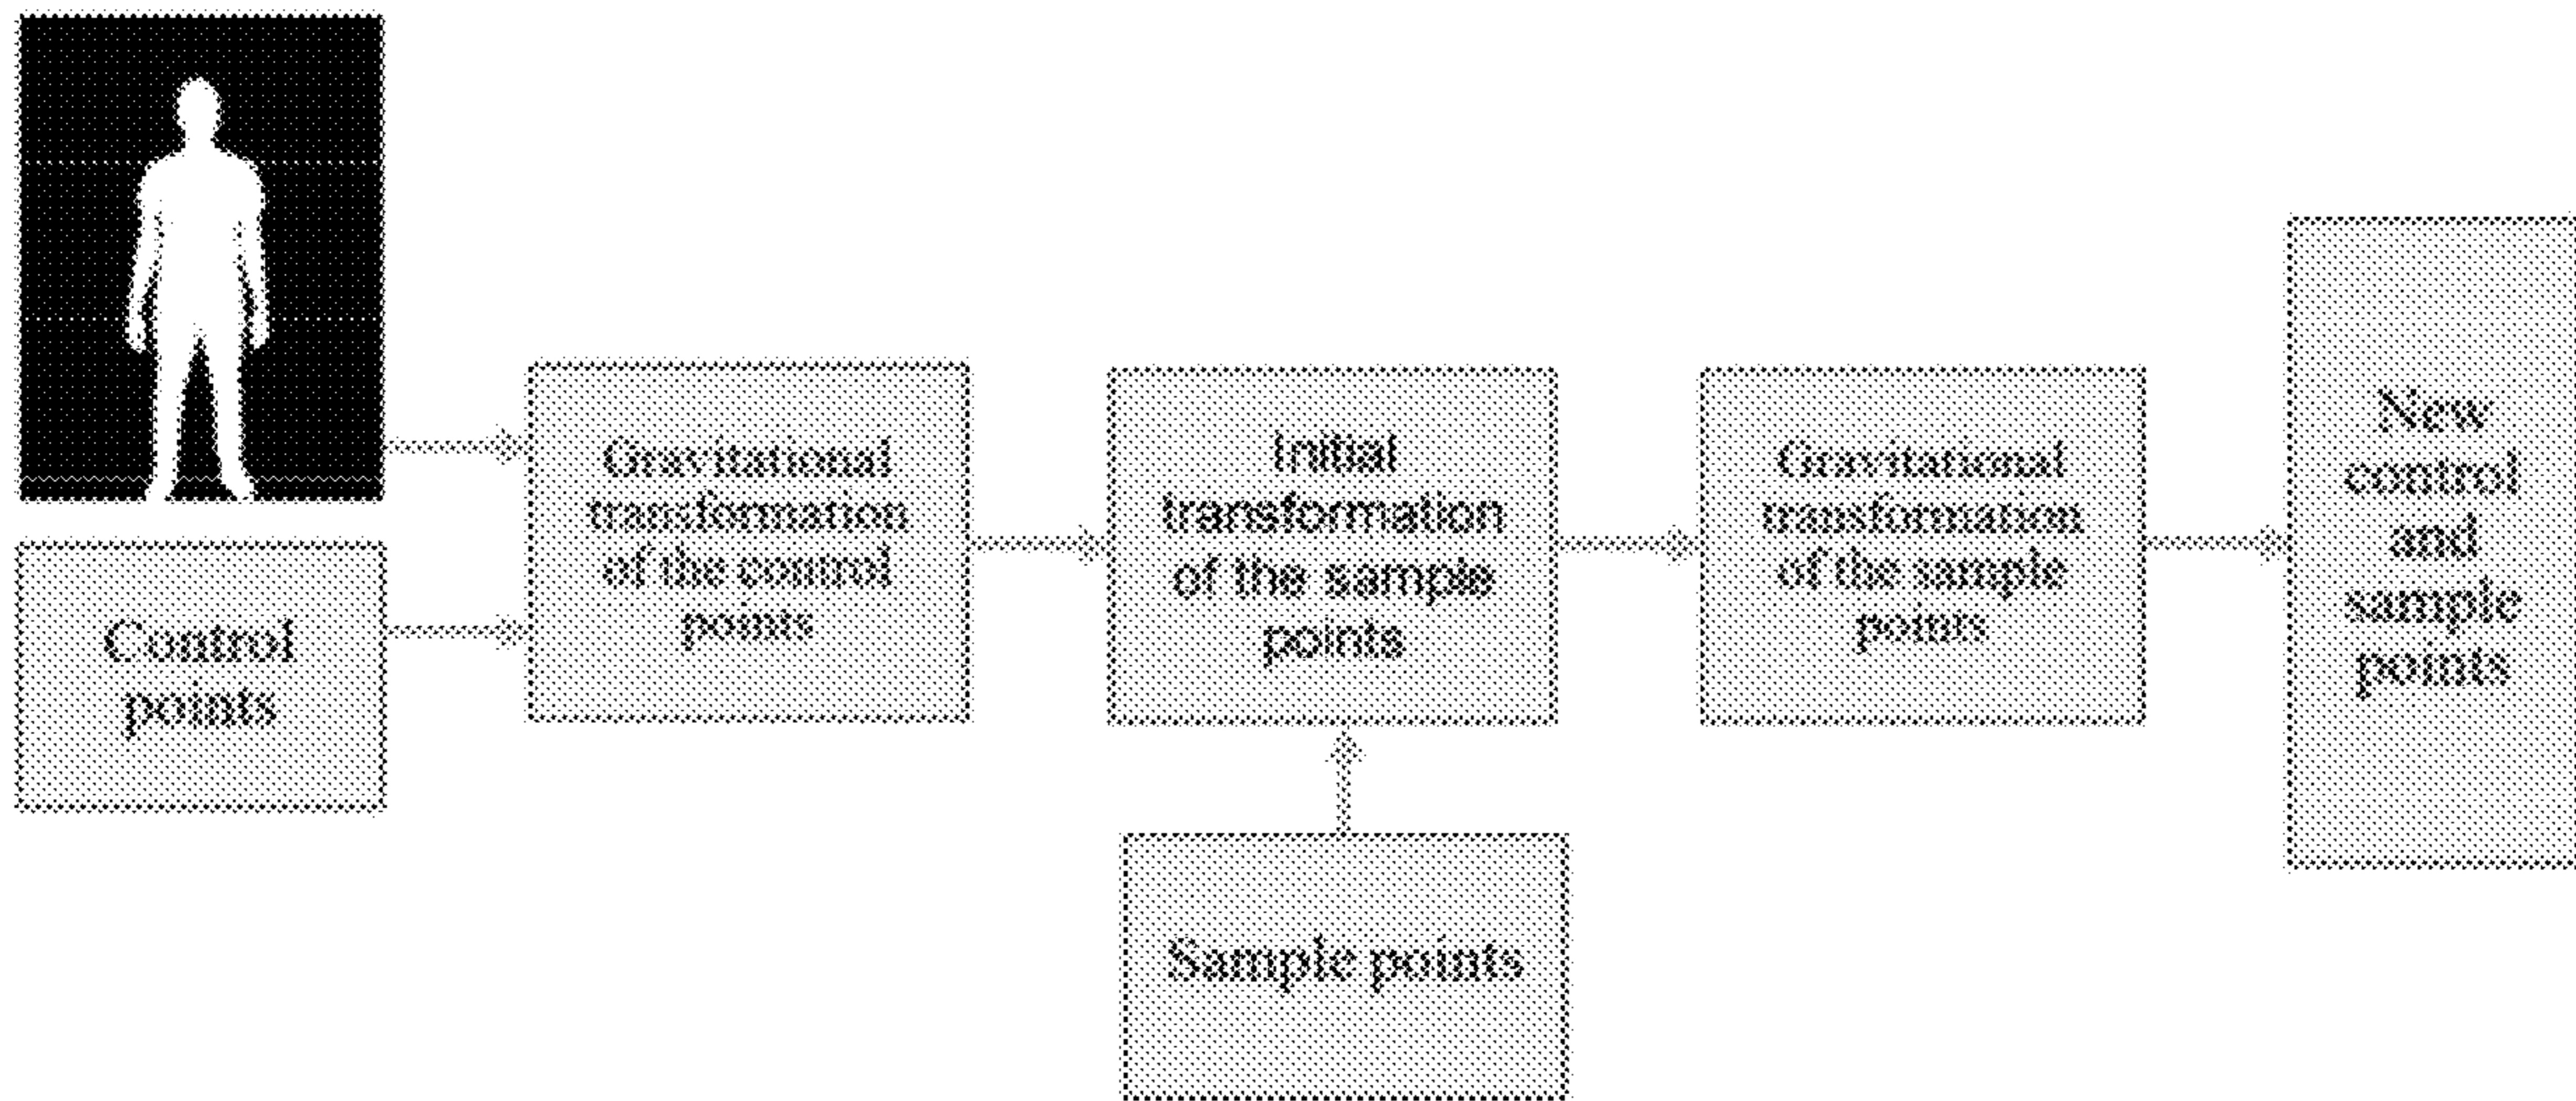 Control
points
Gravitational
transformation
of the control
points
Initial
transformation
of the sample
points
Sample points
Gravitational
transformation
of the sample
points
New
control
and
sample
points